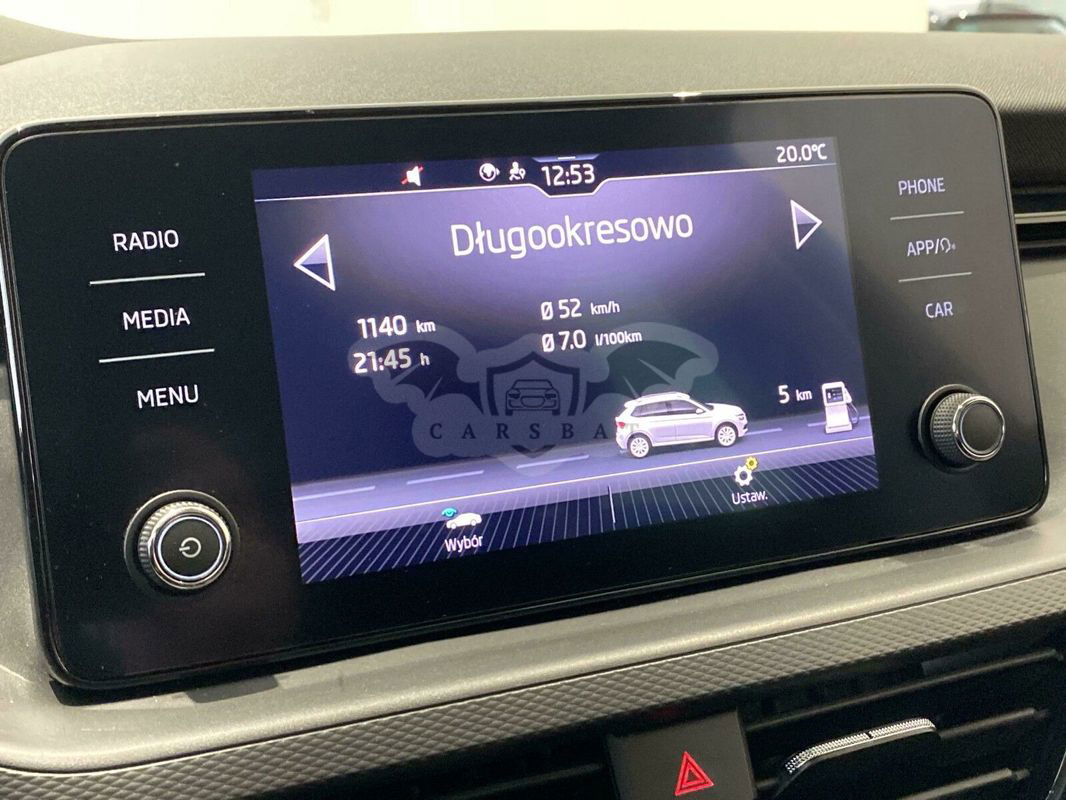 RADIO
MEDIA
MENU
12:53
20.0°C
Długookresowo
1140 km
21:45 h
Ø 52 km/h
Ø 7.0 l/100km
5 km
CARSBAT
Wybór
Ustaw.
PHONE
APP/
CAR